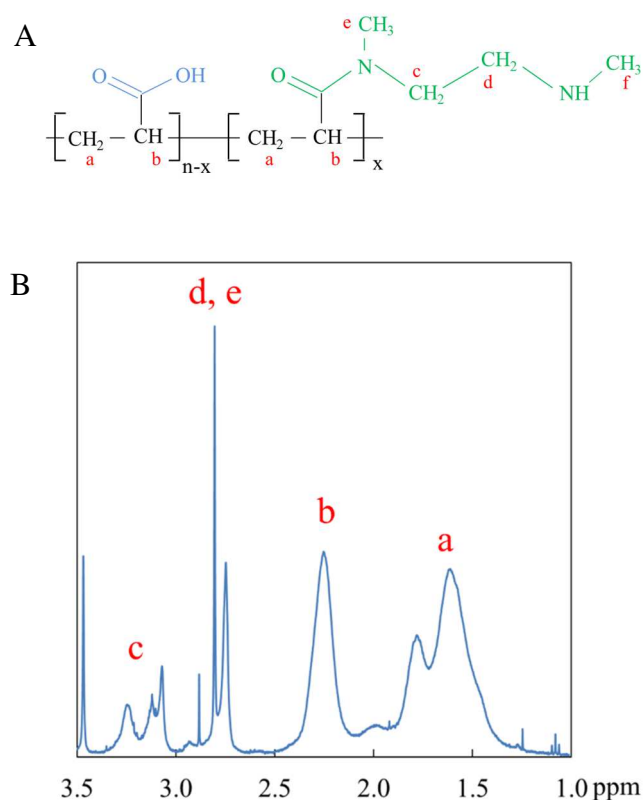 A
e CH₃
O OH O N c CH₂ CH₃
d f
CH₂ NH
CH₂ CH CH₂ CH
a b n-x a b x
B
d, e
b
a
c
3.5 3.0 2.5 2.0 1.5 1.0 ppm